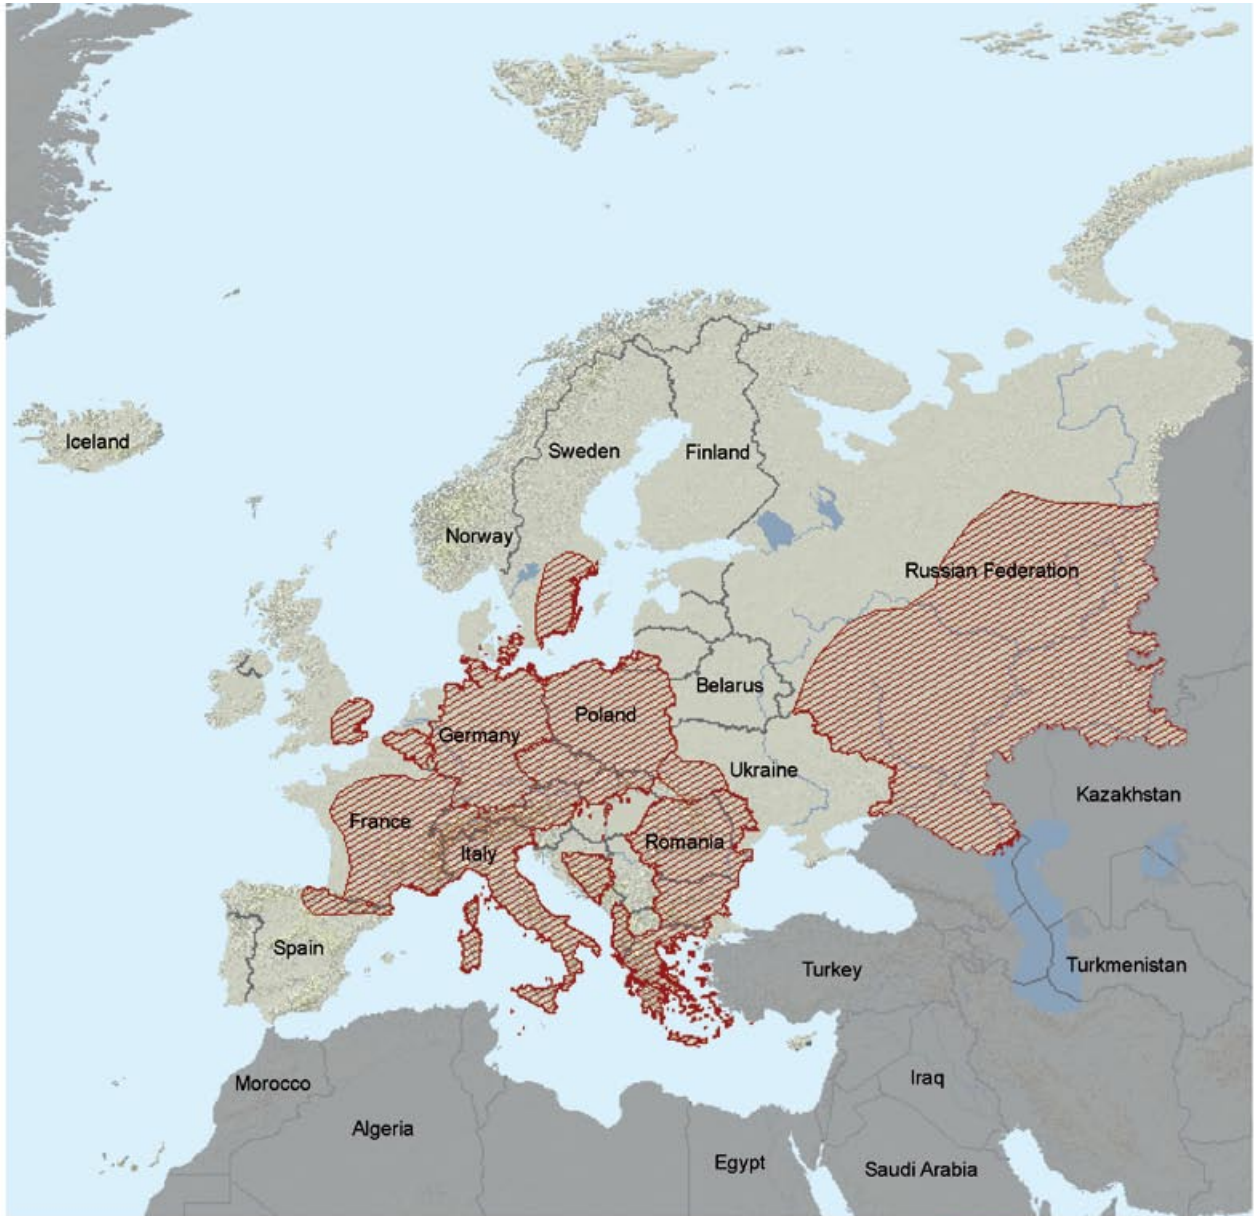 Iceland
Sweden
Finland
Norway
Russian Federation
Belarus
Poland
Germany
Ukraine
Kazakhstan
France
Romania
Italy
Spain
Turkey
Turkmenistan
Iraq
Morocco
Algeria
Egypt
Saudi Arabia